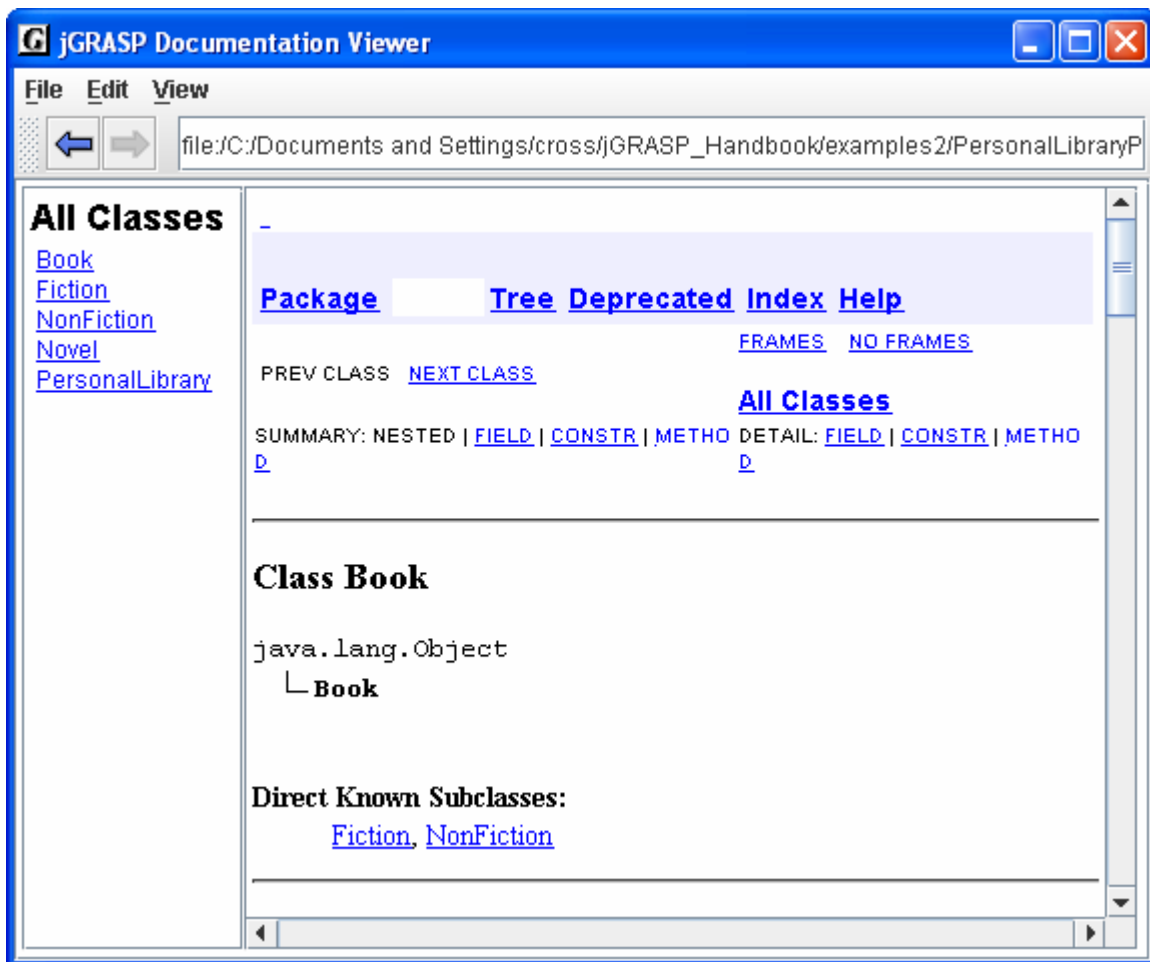 jGRASP Documentation Viewer
File Edit View
file:/C:/Documents and Settings/cross/jGRASP_Handbook/examples2/PersonalLibraryP
All Classes
Book
Fiction
NonFiction
Novel
PersonalLibrary
Package Tree Deprecated Index Help
FRAMES NO FRAMES
PREV CLASS NEXT CLASS
All Classes
SUMMARY: NESTED | FIELD | CONSTR | METHO
D
DETAIL: FIELD | CONSTR | METHO
D
Class Book
java.lang.Object
Book
Direct Known Subclasses:
Fiction, NonFiction